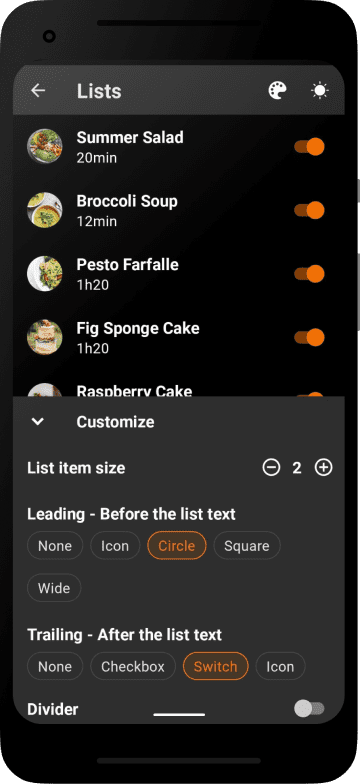 Lists
Summer Salad
20min
Broccoli Soup
12min
Pesto Farfalle
1h20
Fig Sponge Cake
1h20
Raspberry Cake
Customize
List item size
2
Leading - Before the list text
None Icon Circle Square
Wide
Trailing - After the list text
None Checkbox Switch Icon
Divider